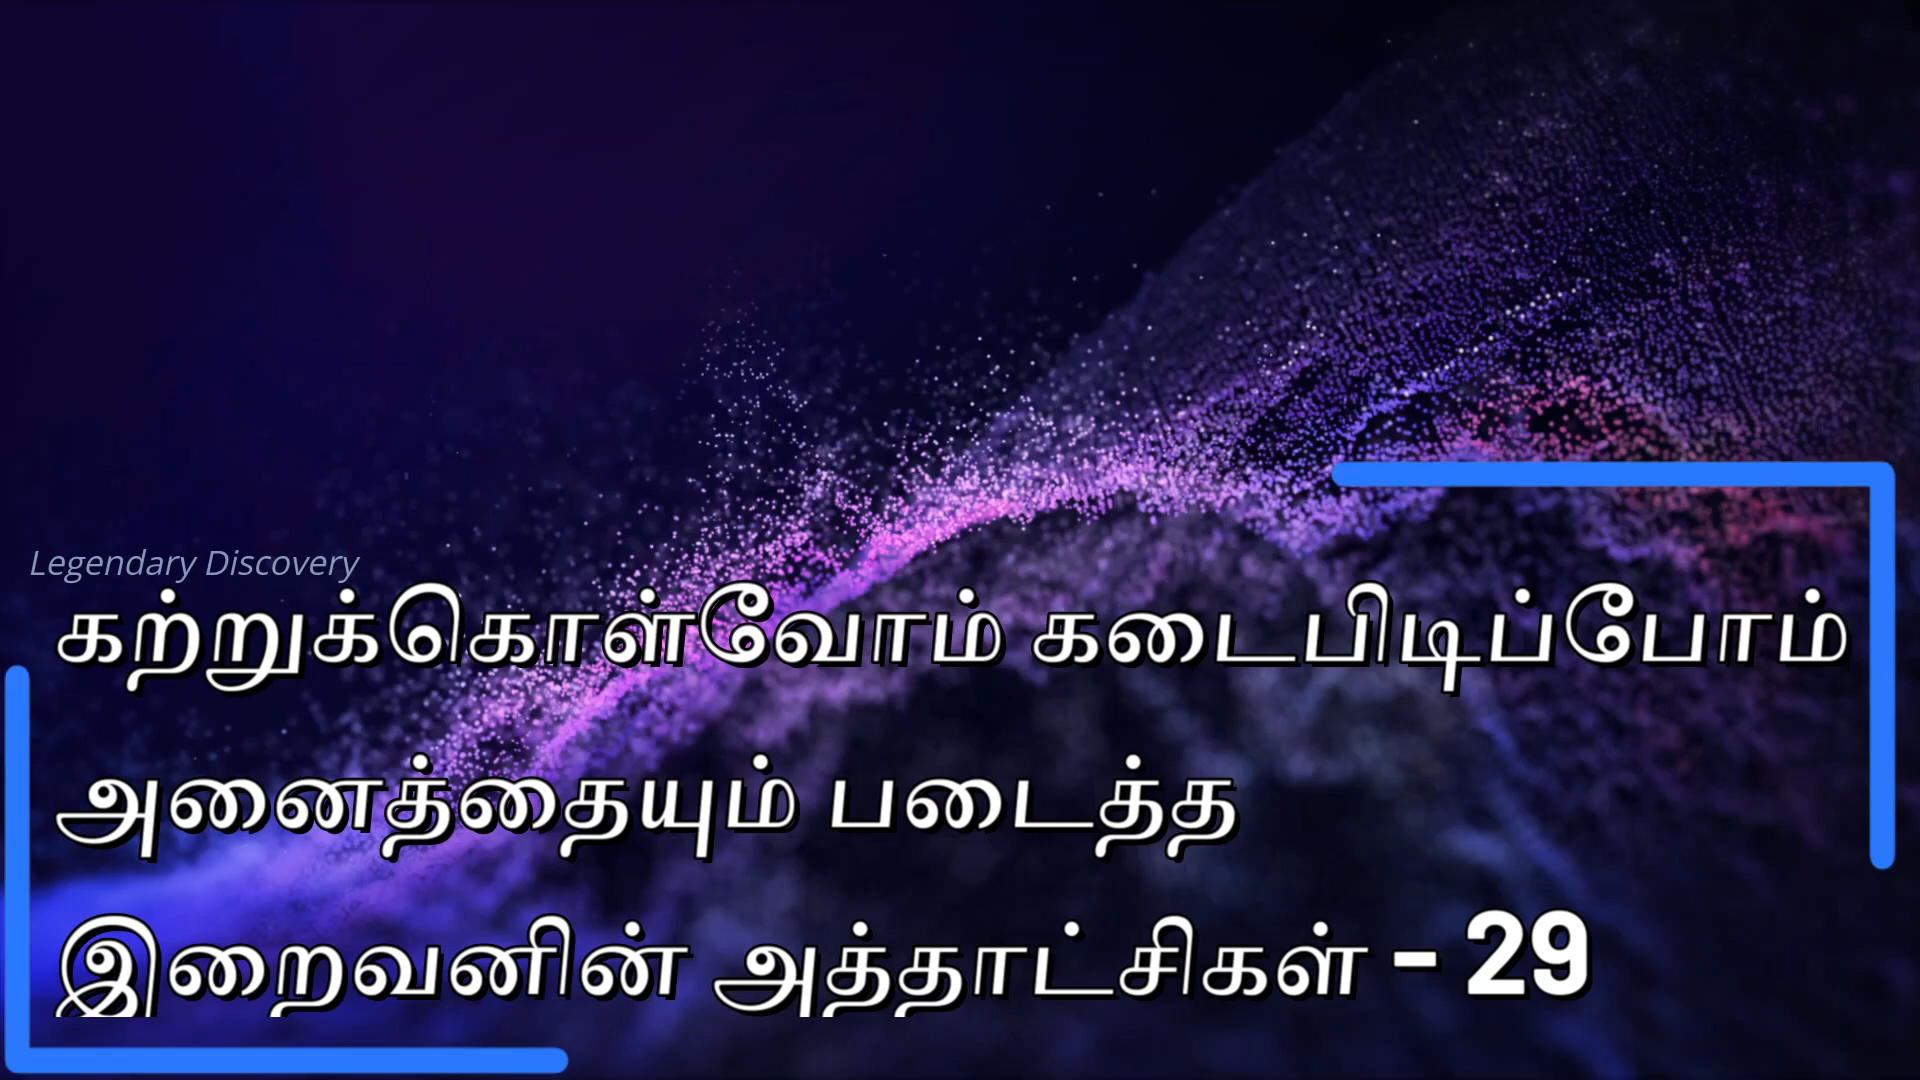 Legendary Discovery
கற்றுக்கொள்வோம் கடைபிடிப்போம்
அனைத்தையும் படைத்த
இறைவனின் அத்தாட்சிகள் - 29